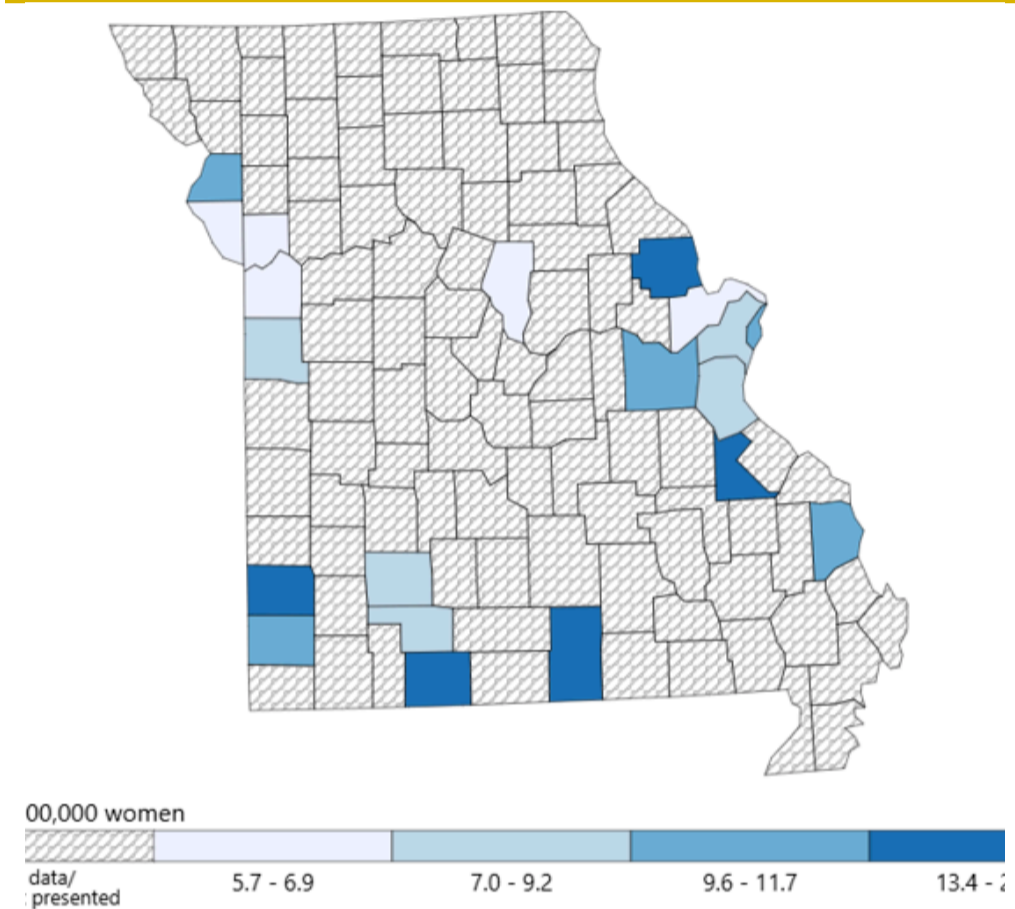 00,000 women
data/
presented
5.7 - 6.9
7.0 - 9.2
9.6 - 11.7
13.4 - 2